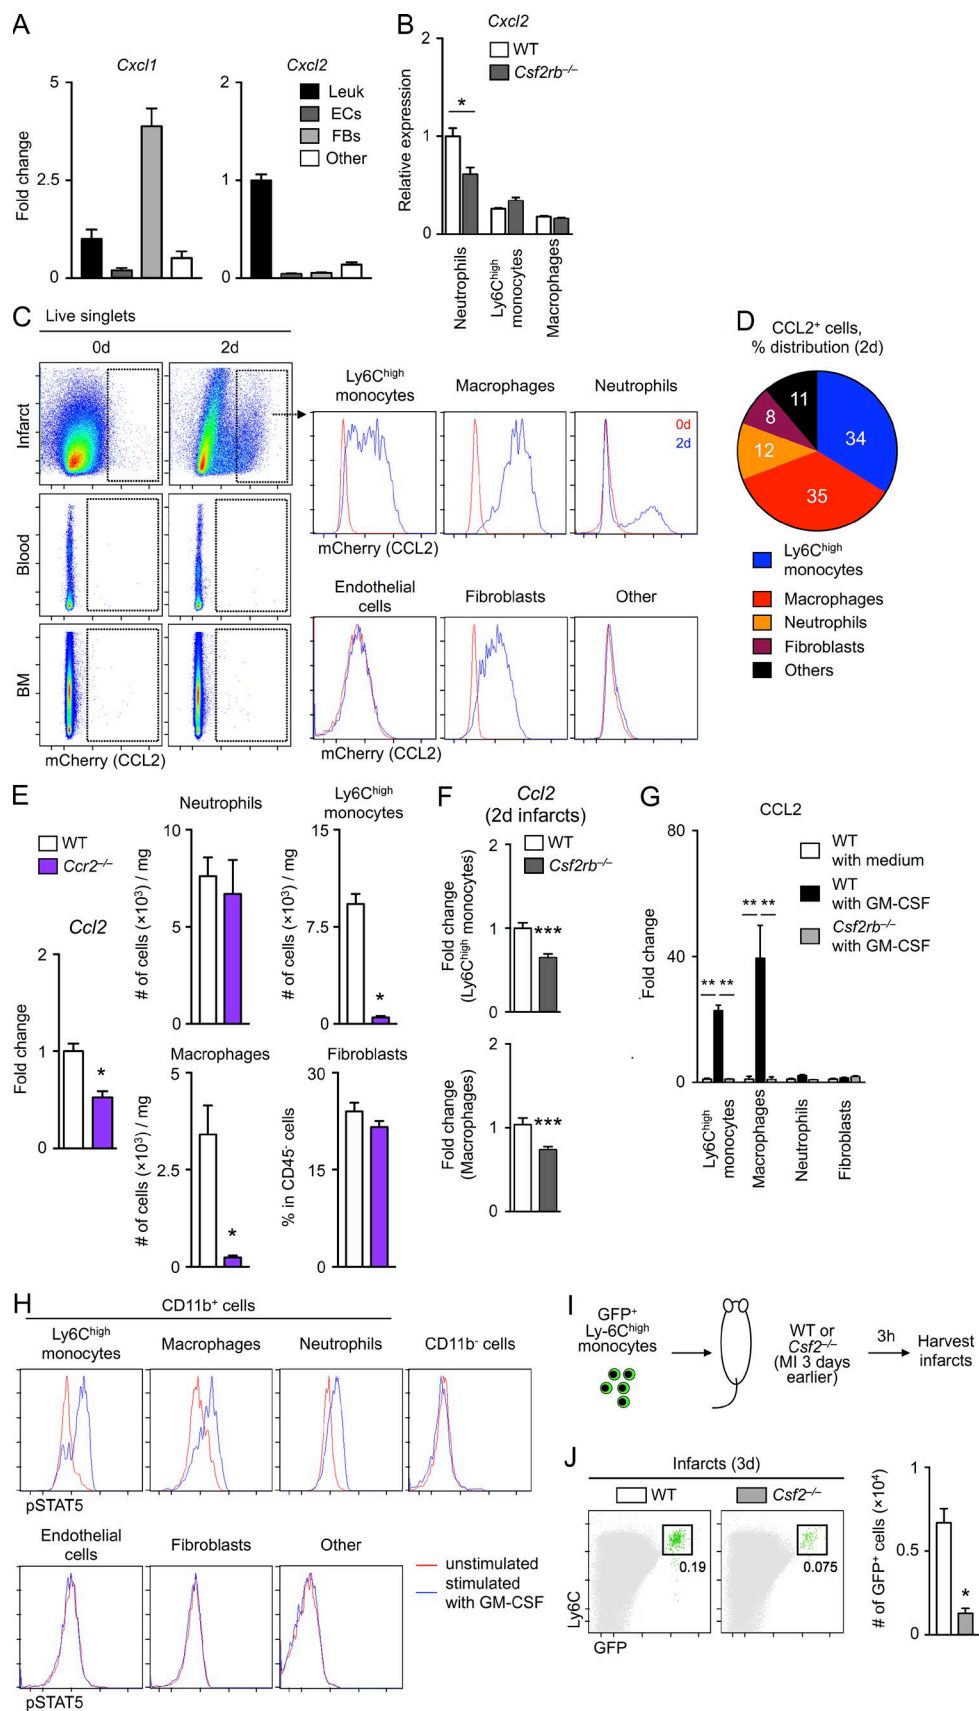 A
Cxcl1
Cxcl2
Fold change
5
2.5
0
2
1
0
Leuk
ECs
FBs
Other
B
Cxcl2
WT
Csf2rb–/–
Relative expression
2
1
0
*
Neutrophils
Ly6Chigh
monocytes
Macrophages
C
Live singlets
0d
2d
Infarct
Blood
BM
mCherry (CCL2)
Ly6Chigh
monocytes
Macrophages
Neutrophils
0d
2d
mCherry (CCL2)
Endothelial
cells
Fibroblasts
Other
mCherry (CCL2)
D
CCL2+ cells,
% distribution (2d)
11
8
34
12
35
Ly6Chigh
monocytes
Macrophages
Neutrophils
Fibroblasts
Others
E
WT
Ccr2–/–
Ccl2
Fold change
2
1
0
*
Neutrophils
# of cells (×103) / mg
10
5
0
Ly6Chigh
monocytes
# of cells (×103) / mg
15
7.5
0
*
Macrophages
# of cells (×103) / mg
5
2.5
0
*
Fibroblasts
% in CD45- cells
30
15
0
F
Ccl2
(2d infarcts)
WT
Csf2rb–/–
Fold change
(Ly6Chigh monocytes)
2
1
0
***
Fold change
(Macrophages)
2
1
0
***
G
CCL2
Fold change
80
40
0
WT
with medium
WT
with GM-CSF
Csf2rb–/–
with GM-CSF
** **
** **
Ly6Chigh
monocytes
Macrophages
Neutrophils
Fibroblasts
H
CD11b+ cells
Ly6Chigh
monocytes
Macrophages
Neutrophils
CD11b- cells
pSTAT5
Endothelial
cells
Fibroblasts
Other
pSTAT5
unstimulated
stimulated
with GM-CSF
I
GFP+
Ly-6Chigh
monocytes
WT or
Csf2–/–
(MI 3 days
earlier)
3h
Harvest
infarcts
J
Infarcts (3d)
WT
Csf2–/–
0.19
0.075
Ly6C
GFP
# of GFP+ cells (×104)
1
0.5
0
*